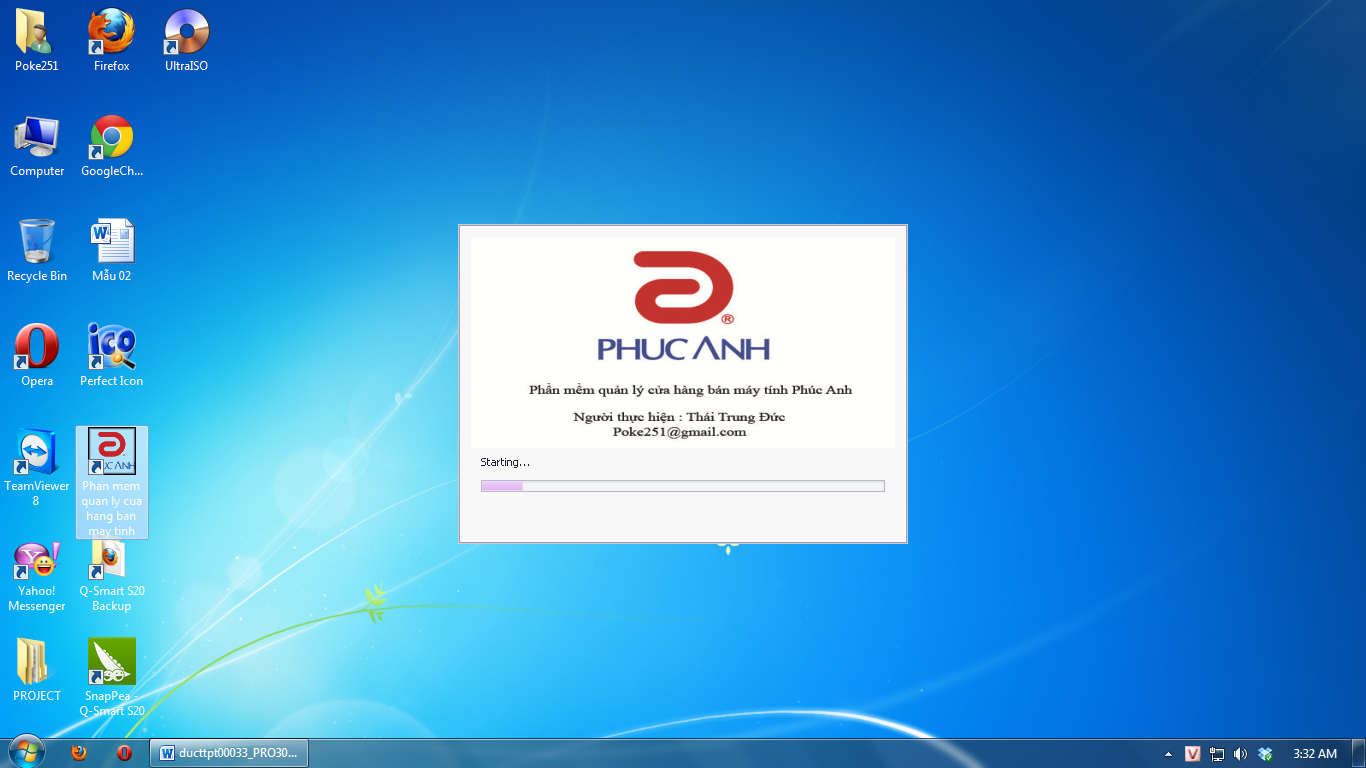 Poke251
Firefox
UltraISO
Computer
GoogleCh...
Recycle Bin
Mẫu 02
Opera
Perfect Icon
TeamViewer
8
PHUC ANH
Phan mem
quan ly cua
hang ban
may tinh
Yahoo!
Messenger
Q-Smart S20
Backup
PROJECT
SnapPea -
Q-Smart S20
®
PHUC ANH
Phần mềm quản lý cửa hàng bán máy tính Phúc Anh
Người thực hiện : Thái Trung Đức
Poke251@gmail.com
Starting...
ducttpt00033_PRO30...
3:32 AM